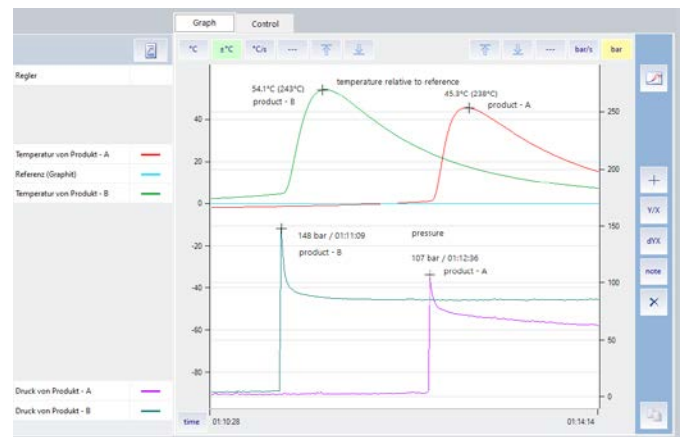 Graph Control
°C ±°C °C/s --- --- bar/s bar
Regler
temperature relative to reference
54.1°C (243°C)
product - B
45.3°C (238°C)
product - A
40
250
Temperatur von Produkt - A
20
200
Referenz (Graphit)
Temperatur von Produkt - B
0
Y/X
150
148 bar / 01:11:09
product - B
pressure
-20
dYX
107 bar / 01:12:36
product - A
note
-40
100
-60
50
-80
Druck von Produkt - A
0
Druck von Produkt - B
time 01:10:28 01:14:14